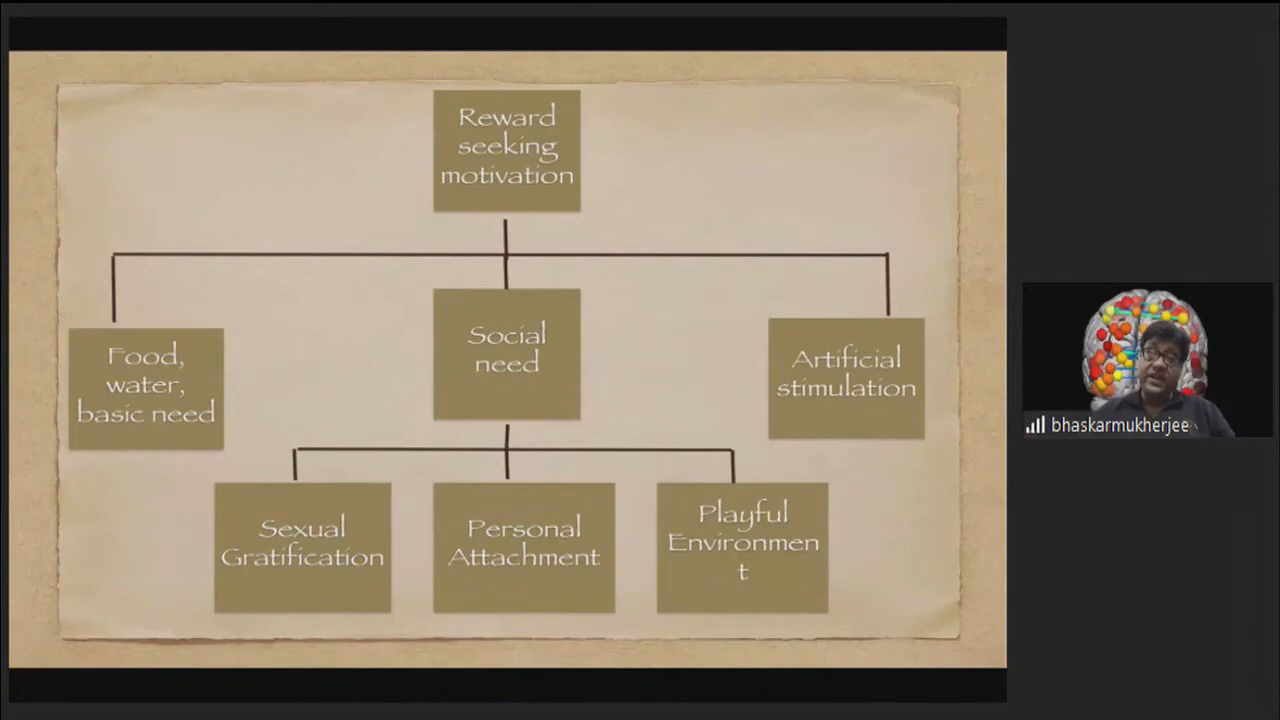 Reward
seeking
motivation
Food,
water,
basic need
Social
need
Artificial
stimulation
Sexual
Gratification
Personal
Attachment
Playful
Environmen
t
bhaskarmukherjee